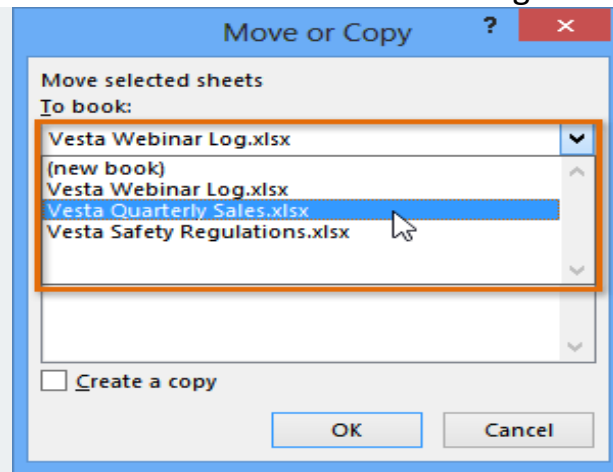 Move or Copy ? ×
Move selected sheets
To book:
Vesta Webinar Log.xlsx
(new book)
Vesta Webinar Log.xlsx
Vesta Quarterly Sales.xlsx
Vesta Safety Regulations.xlsx
Create a copy
OK Cancel